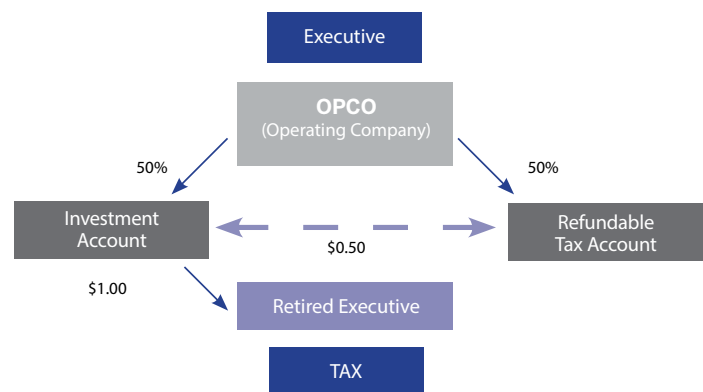 Executive
OPCO
(Operating Company)
50%
50%
Investment
Account
$0.50
Refundable
Tax Account
$1.00
Retired Executive
TAX